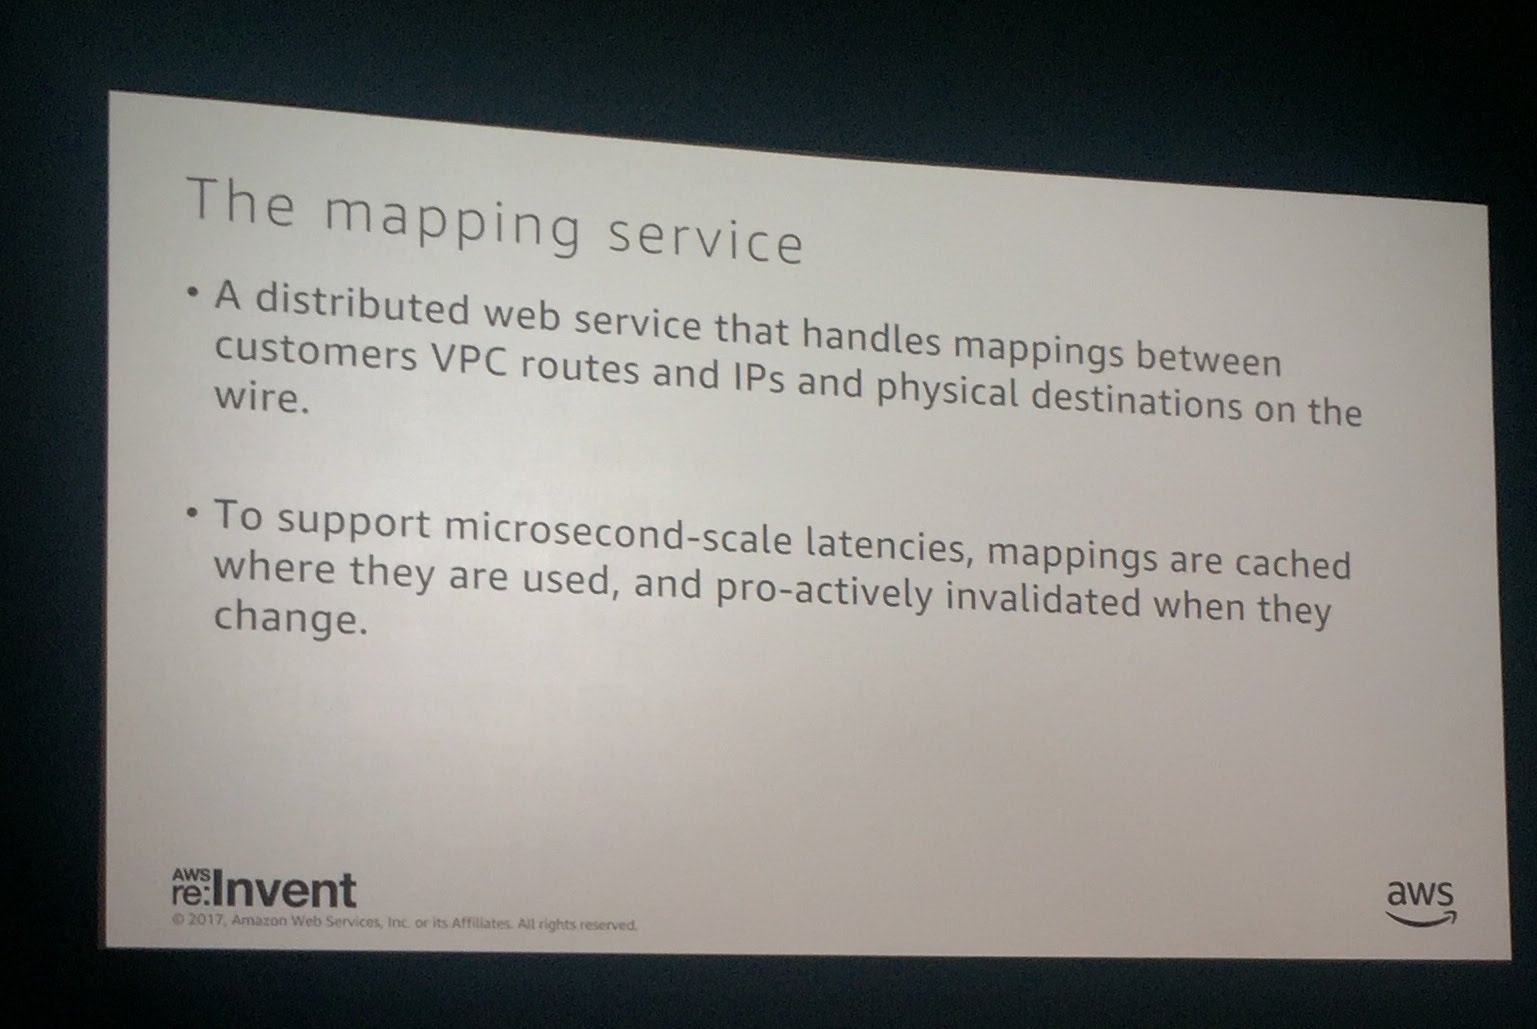 The mapping service
• A distributed web service that handles mappings between
customers VPC routes and IPs and physical destinations on the
wire.
• To support microsecond-scale latencies, mappings are cached
where they are used, and pro-actively invalidated when they
change.
AWS
re:Invent
© 2017, Amazon Web Services, Inc. or its Affiliates. All rights reserved.
aws